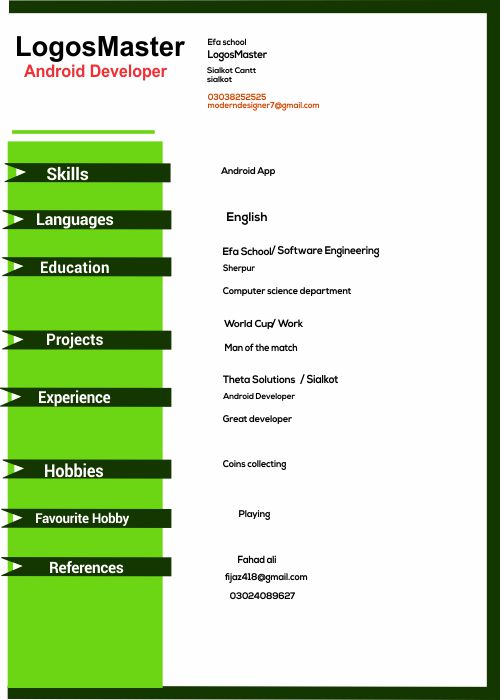 LogosMaster
Android Developer
Efa school
LogosMaster
Sialkot Cantt
sialkot
03038252525
moderndesigner7@gmail.com
Skills
Android App
Languages
English
Education
Efa School/ Software Engineering
Sherpur
Computer science department
Projects
World Cup/ Work
Man of the match
Experience
Theta Solutions / Sialkot
Android Developer
Great developer
Hobbies
Coins collecting
Favourite Hobby
Playing
References
Fahad ali
fijaz418@gmail.com
03024089627